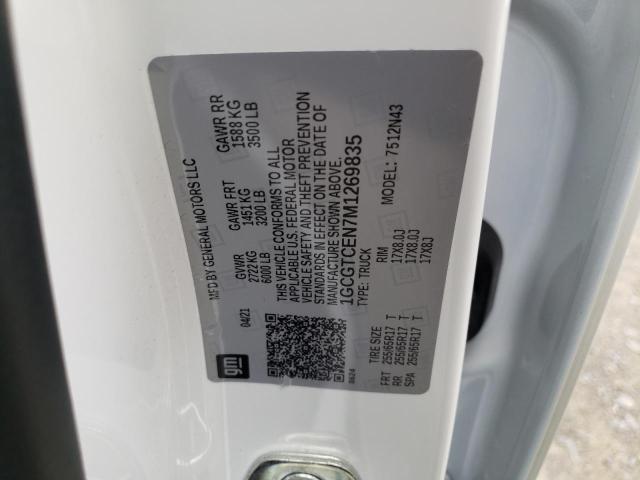 MFD BY GENERAL MOTORS LLC
04/21 GVWR GAWR FRT GAWR RR
2722 KG 1451 KG 1588 KG
6000 LB 3200 LB 3500 LB
THIS VEHICLE CONFORMS TO ALL
APPLICABLE U.S. FEDERAL MOTOR
VEHICLE SAFETY AND THEFT PREVENTION
STANDARDS IN EFFECT ON THE DATE OF
MANUFACTURE SHOWN ABOVE.
1GCGTCEN7M1269835
TYPE: TRUCK MODEL: 7512N43
gm
8624
TIRE SIZE RIM
FRT 255/65R17 T 17X8.0J
RR 255/65R17 T 17X8.0J
SPA 255/65R17 T 17X8J